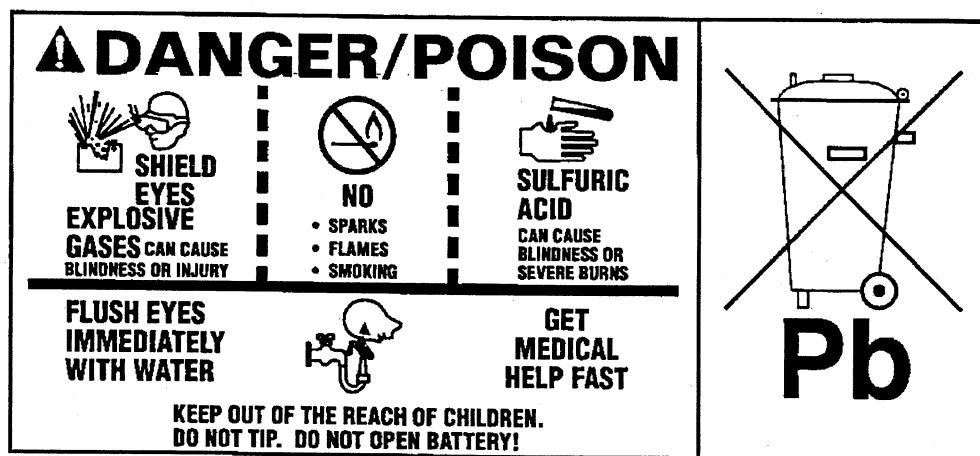 DANGER/POISON
SHIELD
EYES
EXPLOSIVE
GASES CAN CAUSE
BLINDNESS OR INJURY
NO
• SPARKS
• FLAMES
• SMOKING
SULFURIC
ACID
CAN CAUSE
BLINDNESS OR
SEVERE BURNS
FLUSH EYES
IMMEDIATELY
WITH WATER
GET
MEDICAL
HELP FAST
KEEP OUT OF THE REACH OF CHILDREN.
DO NOT TIP. DO NOT OPEN BATTERY!
Pb